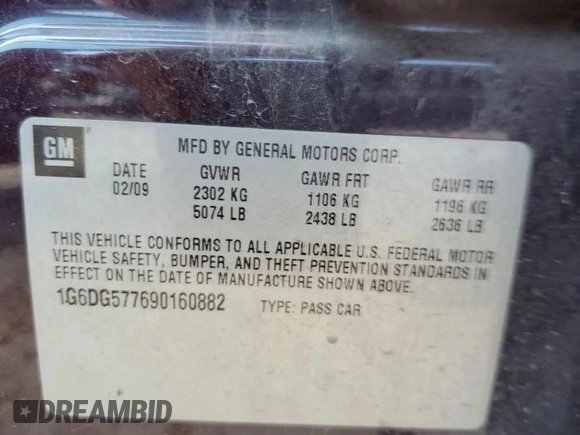 GM
MFD BY GENERAL MOTORS CORP.
DATE GVWR GAWR FRT GAWR RR
02/09 2302 KG 1106 KG 1196 KG
5074 LB 2438 LB 2636 LB
THIS VEHICLE CONFORMS TO ALL APPLICABLE U.S. FEDERAL MOTOR
VEHICLE SAFETY, BUMPER, AND THEFT PREVENTION STANDARDS IN
EFFECT ON THE DATE OF MANUFACTURE SHOWN ABOVE.
1G6DG577690160882 TYPE: PASS CAR
DREAMBID